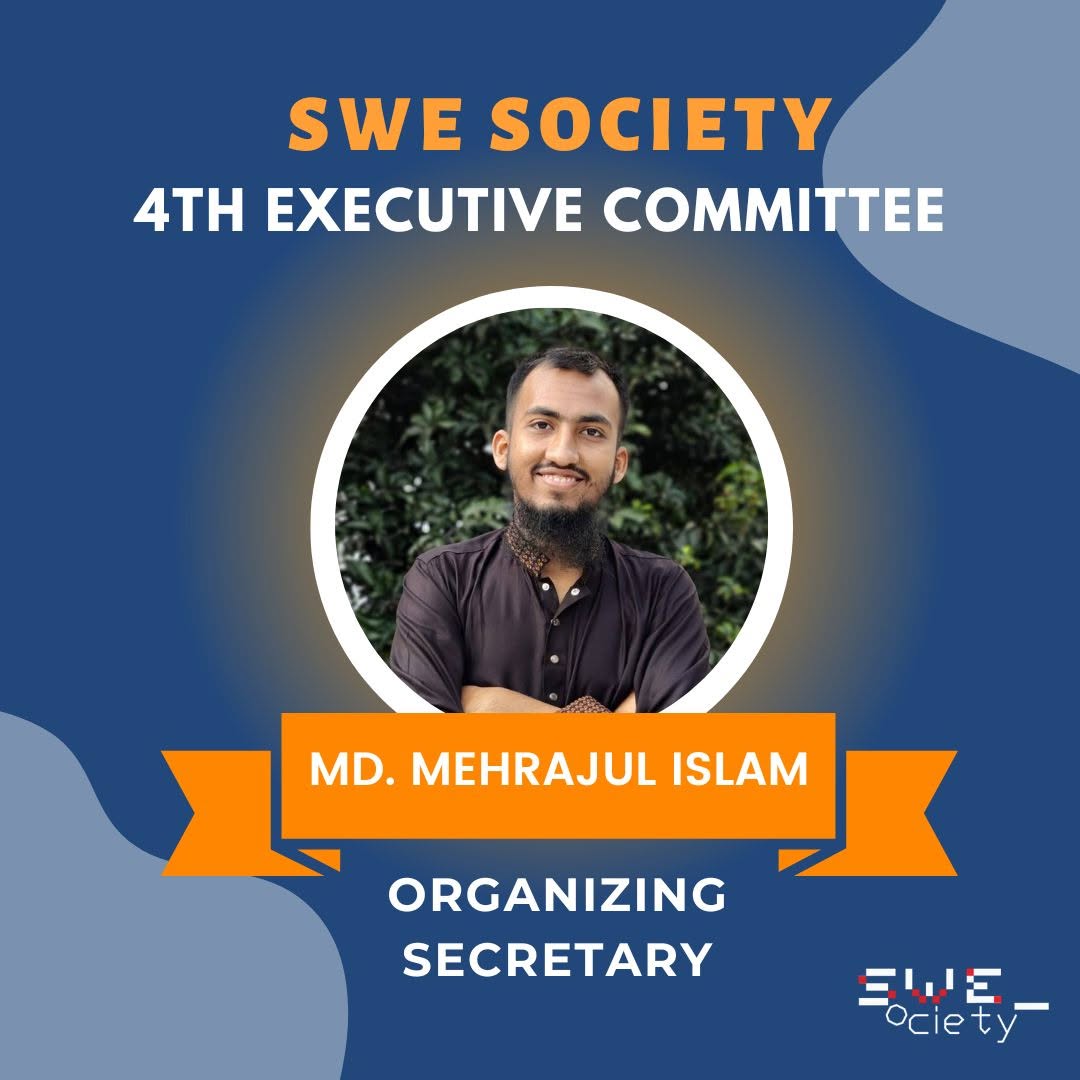 SWE SOCIETY
4TH EXECUTIVE COMMITTEE
MD. MEHRAJUL ISLAM
ORGANIZING
SECRETARY
SWE_
ociety